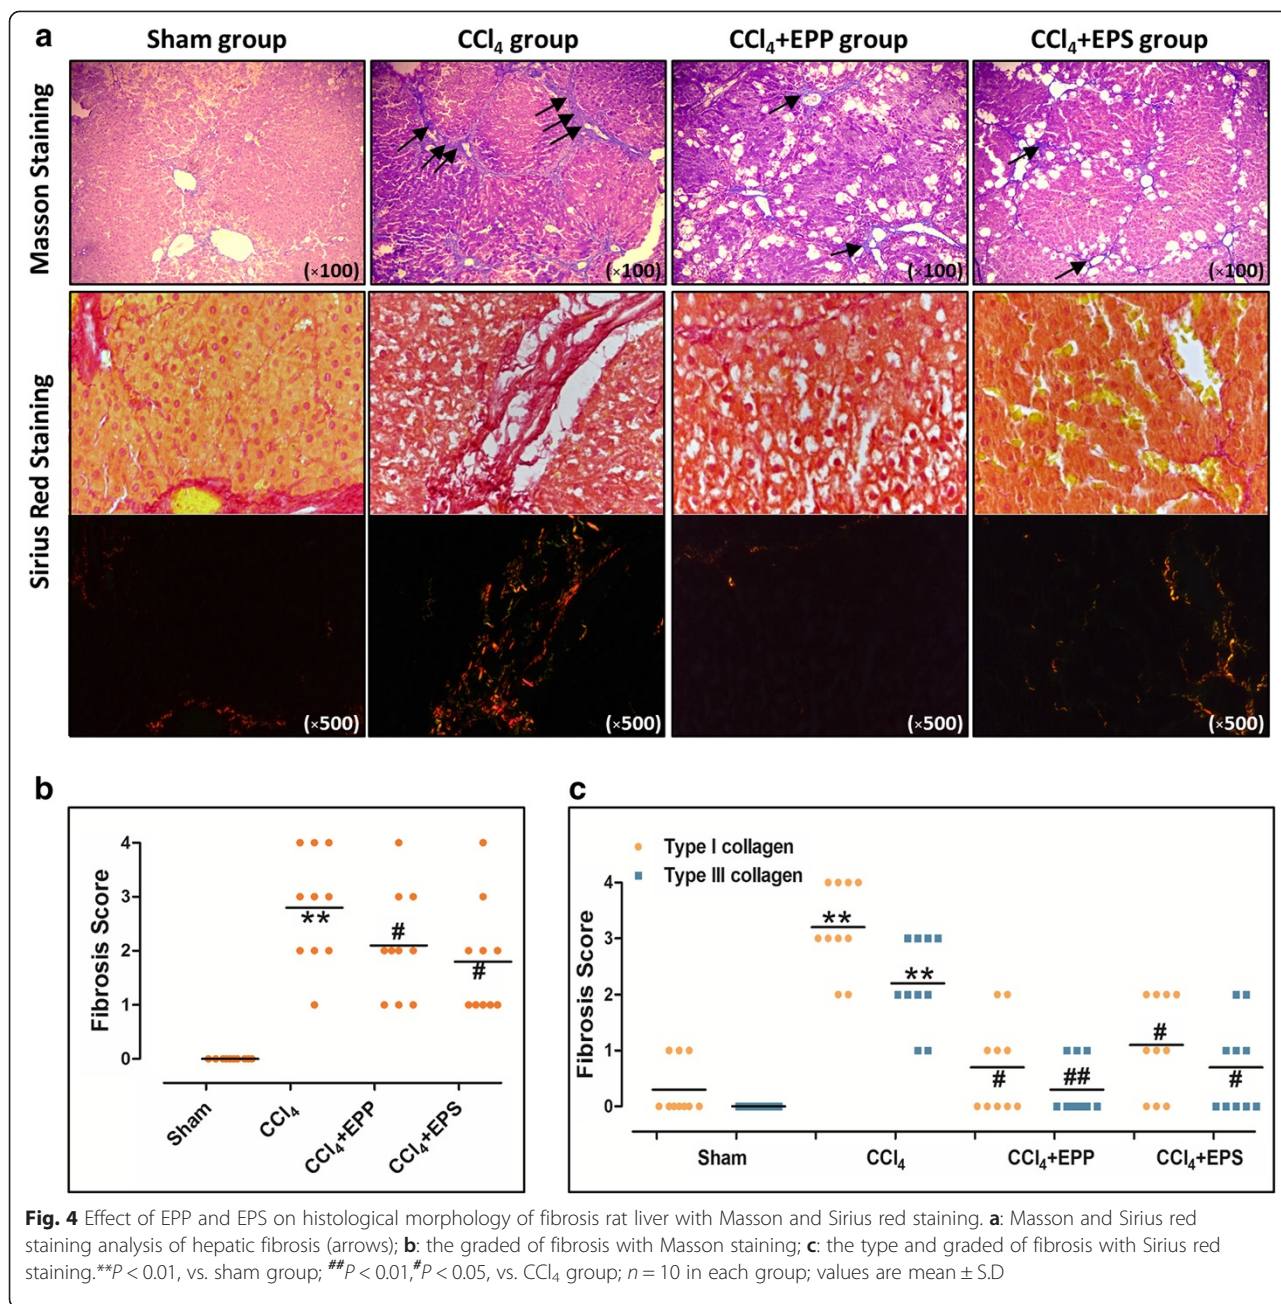 a
Sham group
CCl₄ group
CCl₄+EPP group
CCl₄+EPS group
Masson Staining
(×100)
(×100)
(×100)
(×100)
Sirius Red Staining
(×500)
(×500)
(×500)
(×500)
b
Fibrosis Score
4
3
2
1
0
**
#
#
Sham
CCl₄
CCl₄+EPP
CCl₄+EPS
c
Type I collagen
Type III collagen
Fibrosis Score
4
3
2
1
0
**
**
#
##
#
#
Sham
CCl₄
CCl₄+EPP
CCl₄+EPS
Fig. 4 Effect of EPP and EPS on histological morphology of fibrosis rat liver with Masson and Sirius red staining. a: Masson and Sirius red
staining analysis of hepatic fibrosis (arrows); b: the graded of fibrosis with Masson staining; c: the type and graded of fibrosis with Sirius red
staining.**P < 0.01, vs. sham group; ##P < 0.01,#P < 0.05, vs. CCl₄ group; n = 10 in each group; values are mean ± S.D